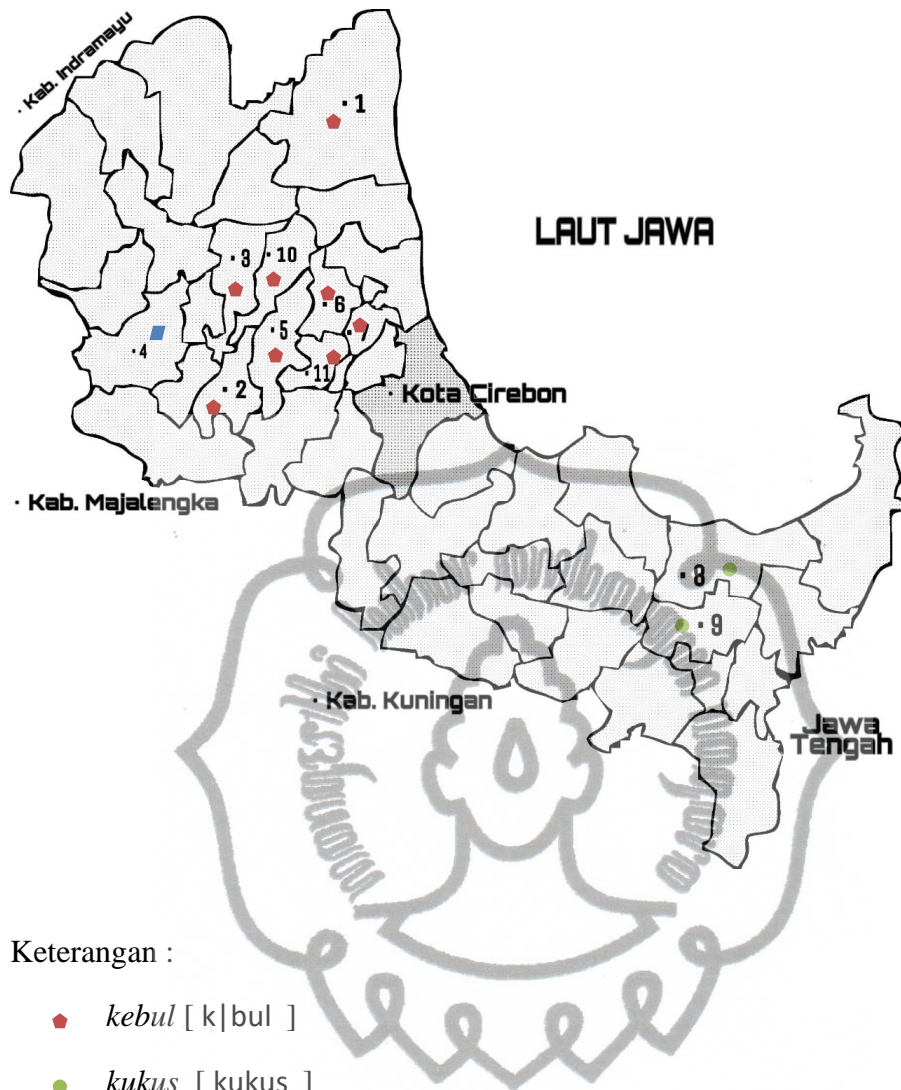 · Kab. Indramayu
· 1
LAUT JAWA
· 3
· 10
· 6
· 5
· 7
· 4
· 11
· 2
· Kota Cirebon
· Kab. Majalengka
· 8
· 9
· Kab. Kuningan
Jawa
Tengah
Keterangan :
kebul [ k|bul ]
kukus [ kukus ]